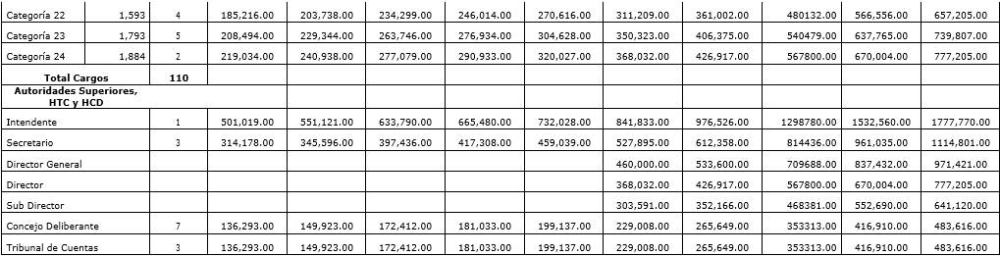 Categoría 22 1,593 4 185,216.00 203,738.00 234,299.00 246,014.00 270,616.00 311,209.00 361,002.00 480132.00 566,556.00 657,205.00
Categoría 23 1,793 5 208,494.00 229,344.00 263,746.00 276,934.00 304,628.00 350,323.00 406,375.00 540479.00 637,765.00 739,807.00
Categoría 24 1,884 2 219,034.00 240,938.00 277,079.00 290,933.00 320,027.00 368,032.00 426,917.00 567800.00 670,004.00 777,205.00
Total Cargos 110
Autoridades Superiores,
HTC y HCD
Intendente 1 501,019.00 551,121.00 633,790.00 665,480.00 732,028.00 841,833.00 976,526.00 1298780.00 1532,560.00 1777,770.00
Secretario 3 314,178.00 345,596.00 397,436.00 417,308.00 459,039.00 527,895.00 612,358.00 814436.00 961,035.00 1114,801.00
Director General 460,000.00 533,600.00 709688.00 837,432.00 971,421.00
Director 368,032.00 426,917.00 567800.00 670,004.00 777,205.00
Sub Director 303,591.00 352,166.00 468381.00 552,690.00 641,120.00
Concejo Deliberante 7 136,293.00 149,923.00 172,412.00 181,033.00 199,137.00 229,008.00 265,649.00 353313.00 416,910.00 483,616.00
Tribunal de Cuentas 3 136,293.00 149,923.00 172,412.00 181,033.00 199,137.00 229,008.00 265,649.00 353313.00 416,910.00 483,616.00